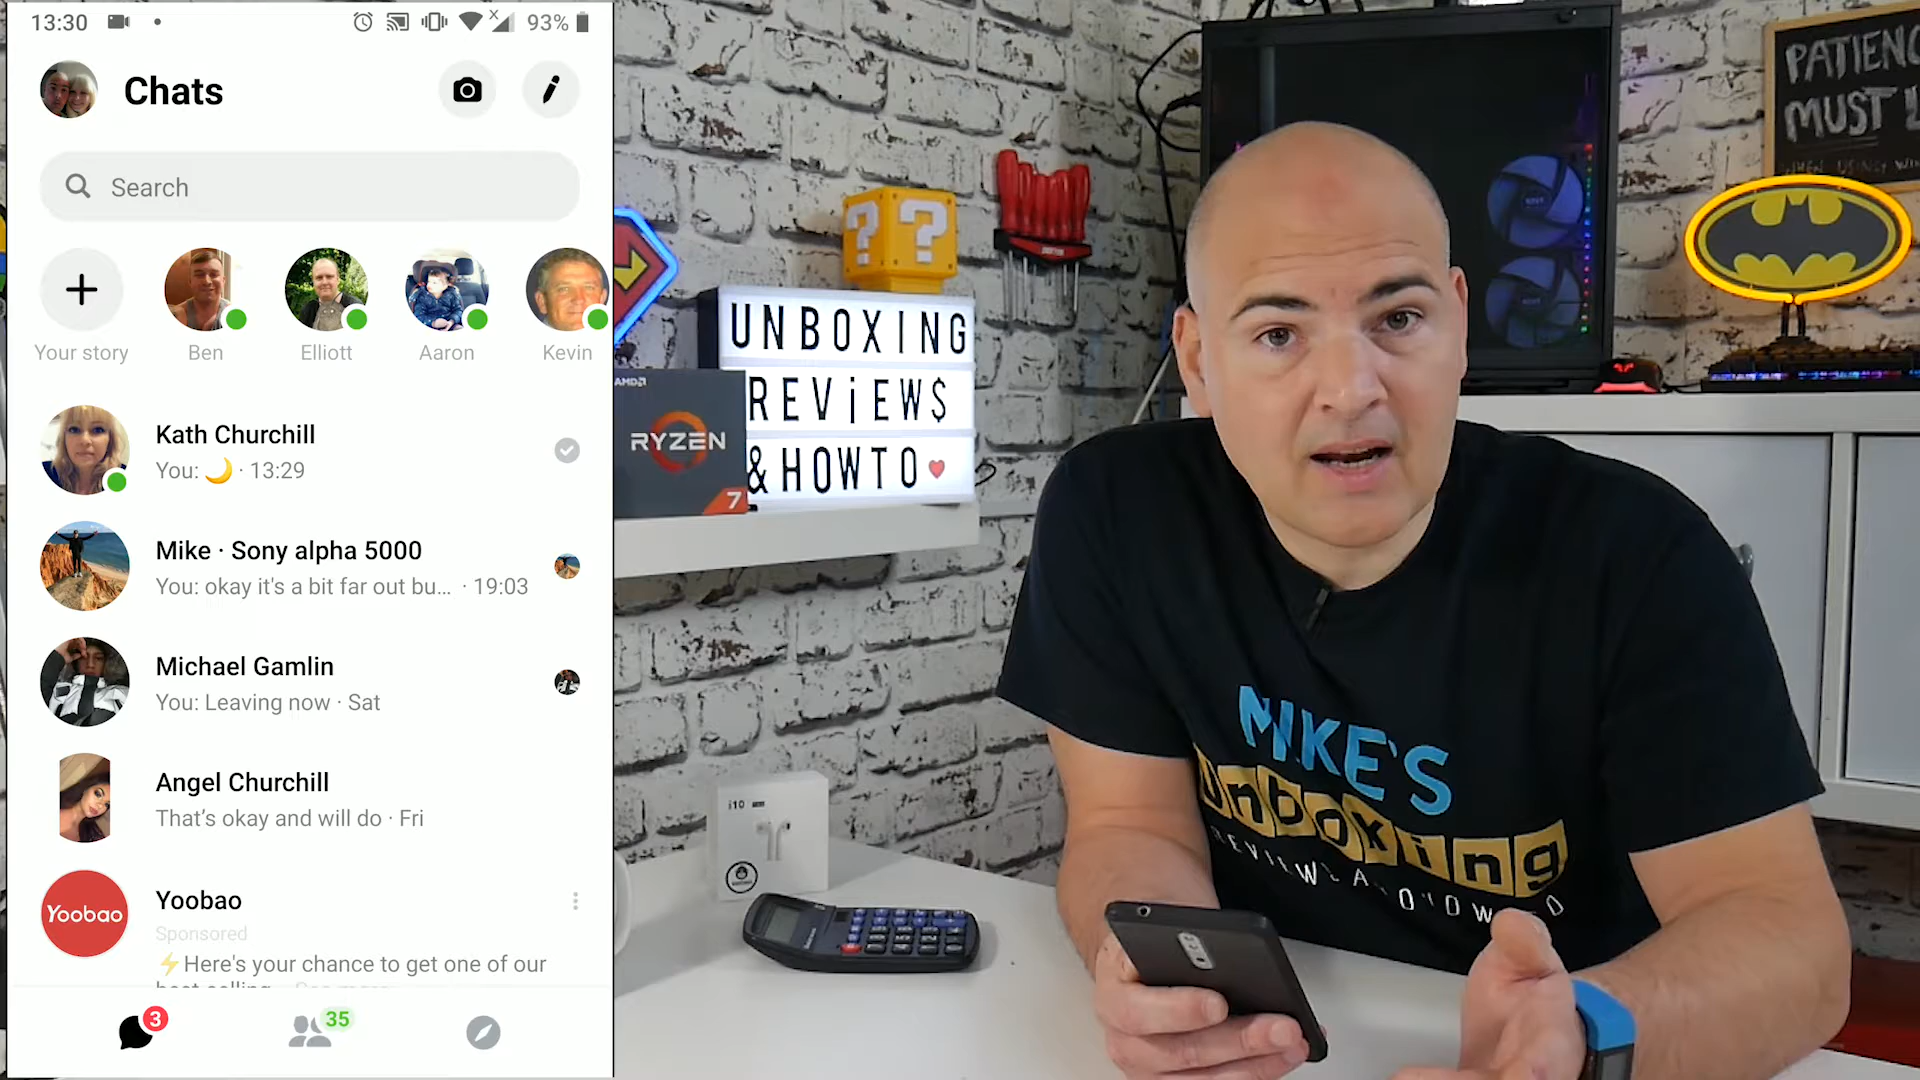 13:30
93%
Chats
Search
Your story
Ben
Elliott
Aaron
Kevin
Kath Churchill
You: 🌙 · 13:29
Mike · Sony alpha 5000
You: okay it's a bit far out bu... · 19:03
Michael Gamlin
You: Leaving now · Sat
Angel Churchill
That's okay and will do · Fri
Yoobao
Yoobao
Sponsored
⚡Here's your chance to get one of our
3
35
UNBOXING
REViEW$
& HOWTO
AMD
RYZEN
7
? ?
i10
PATIENC
MUST
MIKE'S
Unboxing